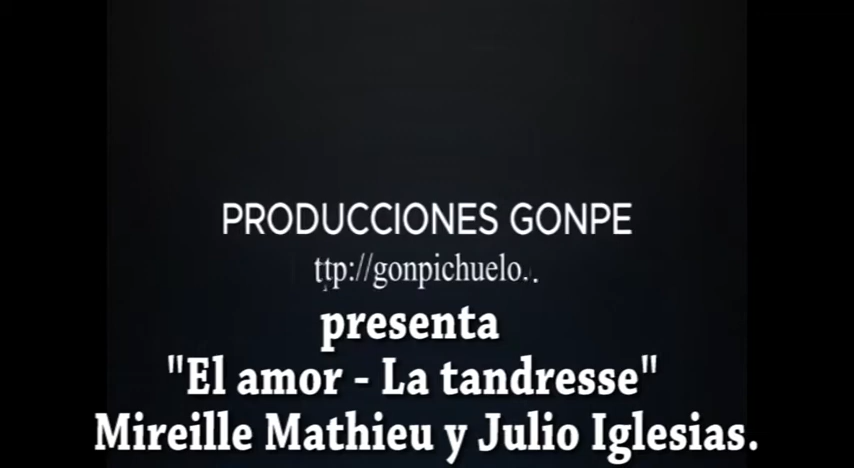 PRODUCCIONES GONPE
ttp://gonpichuelo..
presenta
"El amor - La tandresse"
Mireille Mathieu y Julio Iglesias.